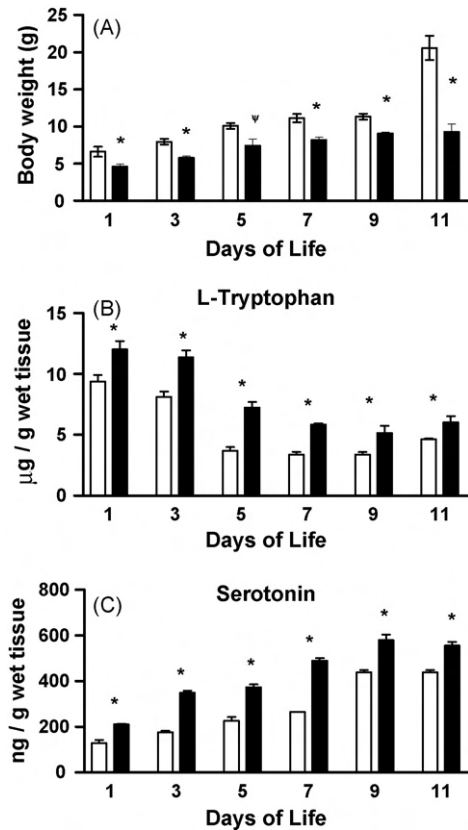 (A)
Body weight (g)
25
20
15
10
5
0
* * ψ * * *
1 3 5 7 9 11
Days of Life
(B)
L-Tryptophan
µg / g wet tissue
15
10
5
0
* * * * * *
1 3 5 7 9 11
Days of Life
(C)
Serotonin
ng / g wet tissue
800
600
400
200
0
* * * * * *
1 3 5 7 9 11
Days of Life